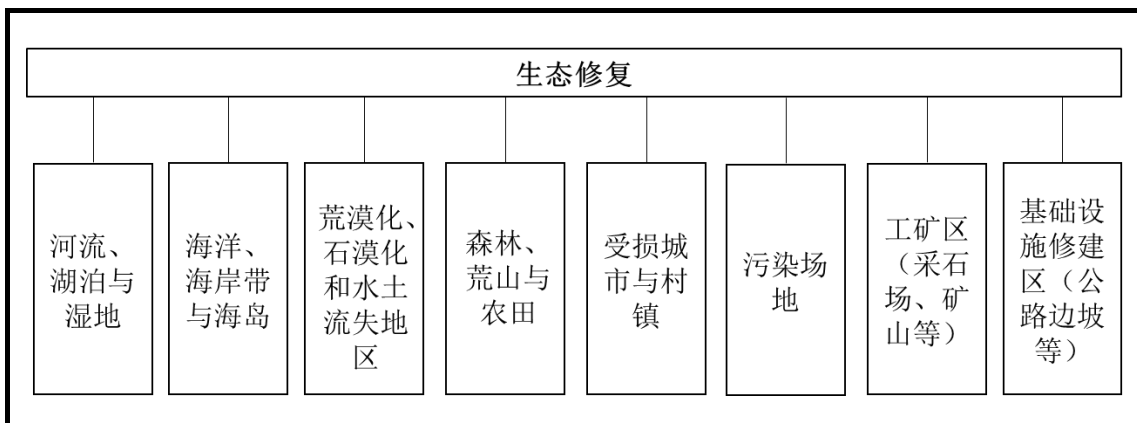 生态修复
河流、
湖泊与
湿地
海洋、
海岸带
与海岛
荒漠化、
石漠化
和水土
流失地
区
森林、
荒山与
农田
受损城
市与村
镇
污染场
地
工矿区
（采石
场、矿
山等）
基础设
施修建
区（公
路边坡
等）